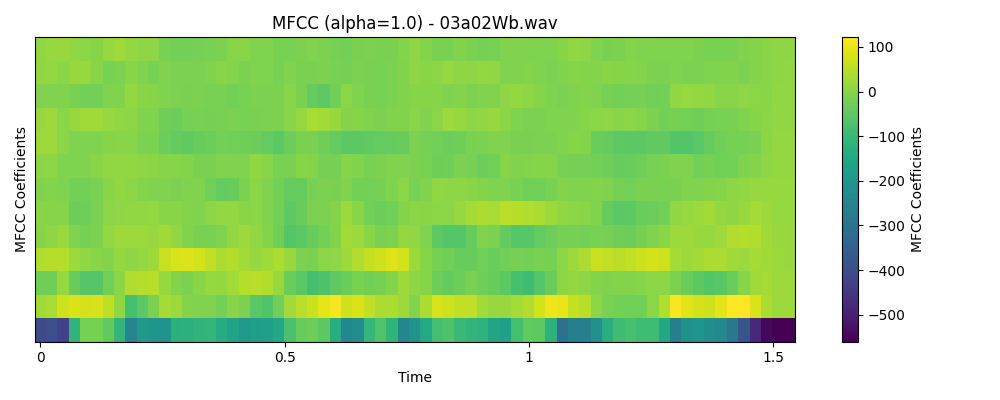 MFCC (alpha=1.0) - 03a02Wb.wav
MFCC Coefficients
0
0.5
1
1.5
Time
100
0
−100
−200
−300
−400
−500
MFCC Coefficients